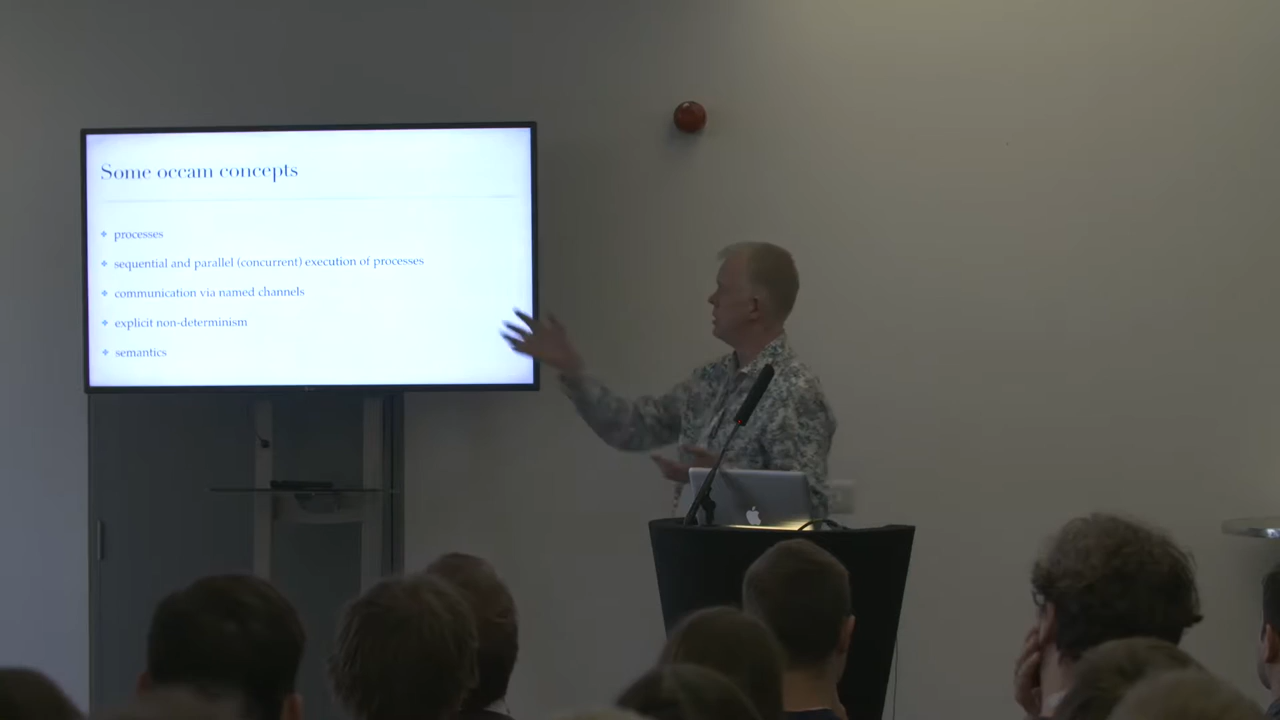 Some occam concepts
processes
sequential and parallel (concurrent) execution of processes
communication via named channels
explicit non-determinism
semantics